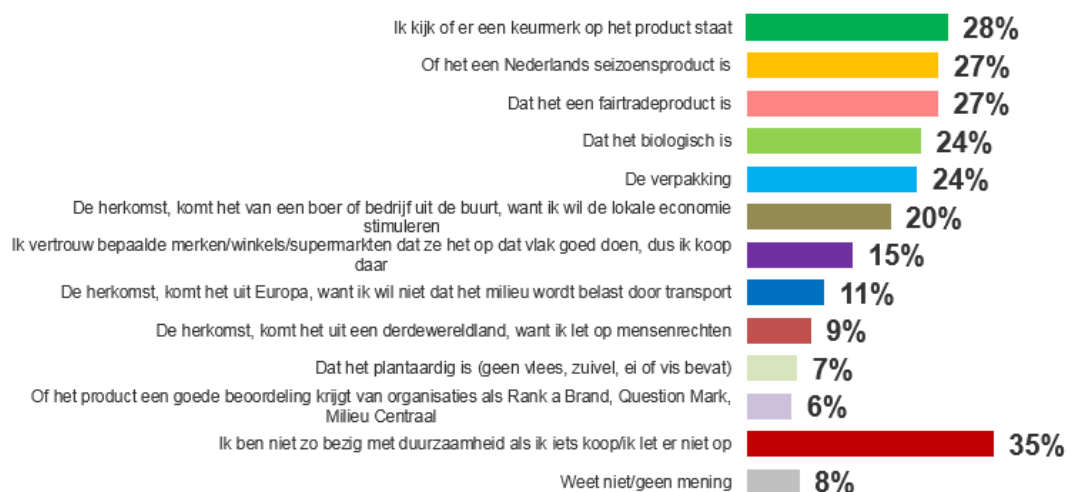 Ik kijk of er een keurmerk op het product staat 28%
Of het een Nederlands seizoensproduct is 27%
Dat het een fairtradeproduct is 27%
Dat het biologisch is 24%
De verpakking 24%
De herkomst, komt het van een boer of bedrijf uit de buurt, want ik wil de lokale economie
stimuleren 20%
Ik vertrouw bepaalde merken/winkels/supermarkten dat ze het op dat vlak goed doen, dus ik koop
daar 15%
De herkomst, komt het uit Europa, want ik wil niet dat het milieu wordt belast door transport 11%
De herkomst, komt het uit een derdewereldland, want ik let op mensenrechten 9%
Dat het plantaardig is (geen vlees, zuivel, ei of vis bevat) 7%
Of het product een goede beoordeling krijgt van organisaties als Rank a Brand, Question Mark,
Milieu Centraal 6%
Ik ben niet zo bezig met duurzaamheid als ik iets koop/ik let er niet op 35%
Weet niet/geen mening 8%